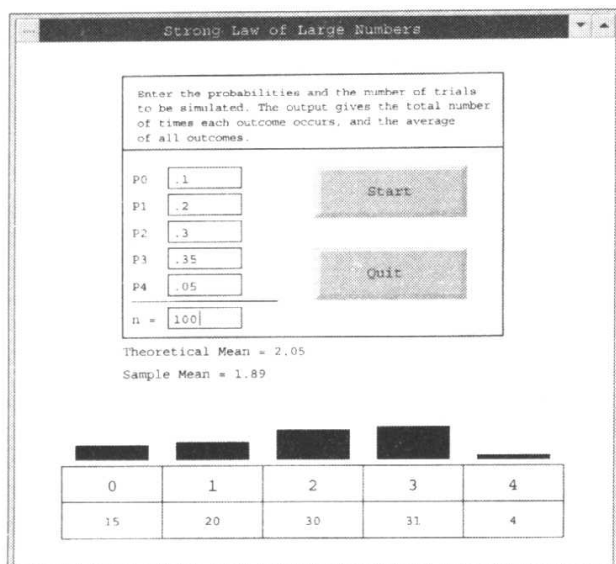 Strong Law of Large Numbers
Enter the probabilities and the number of trials
to be simulated. The output gives the total number
of times each outcome occurs, and the average
of all outcomes.
P0 .1
P1 .2
P2 .3
P3 .35
P4 .05
n = 100
Start
Quit
Theoretical Mean = 2.05
Sample Mean = 1.89
0 1 2 3 4
15 20 30 31 4